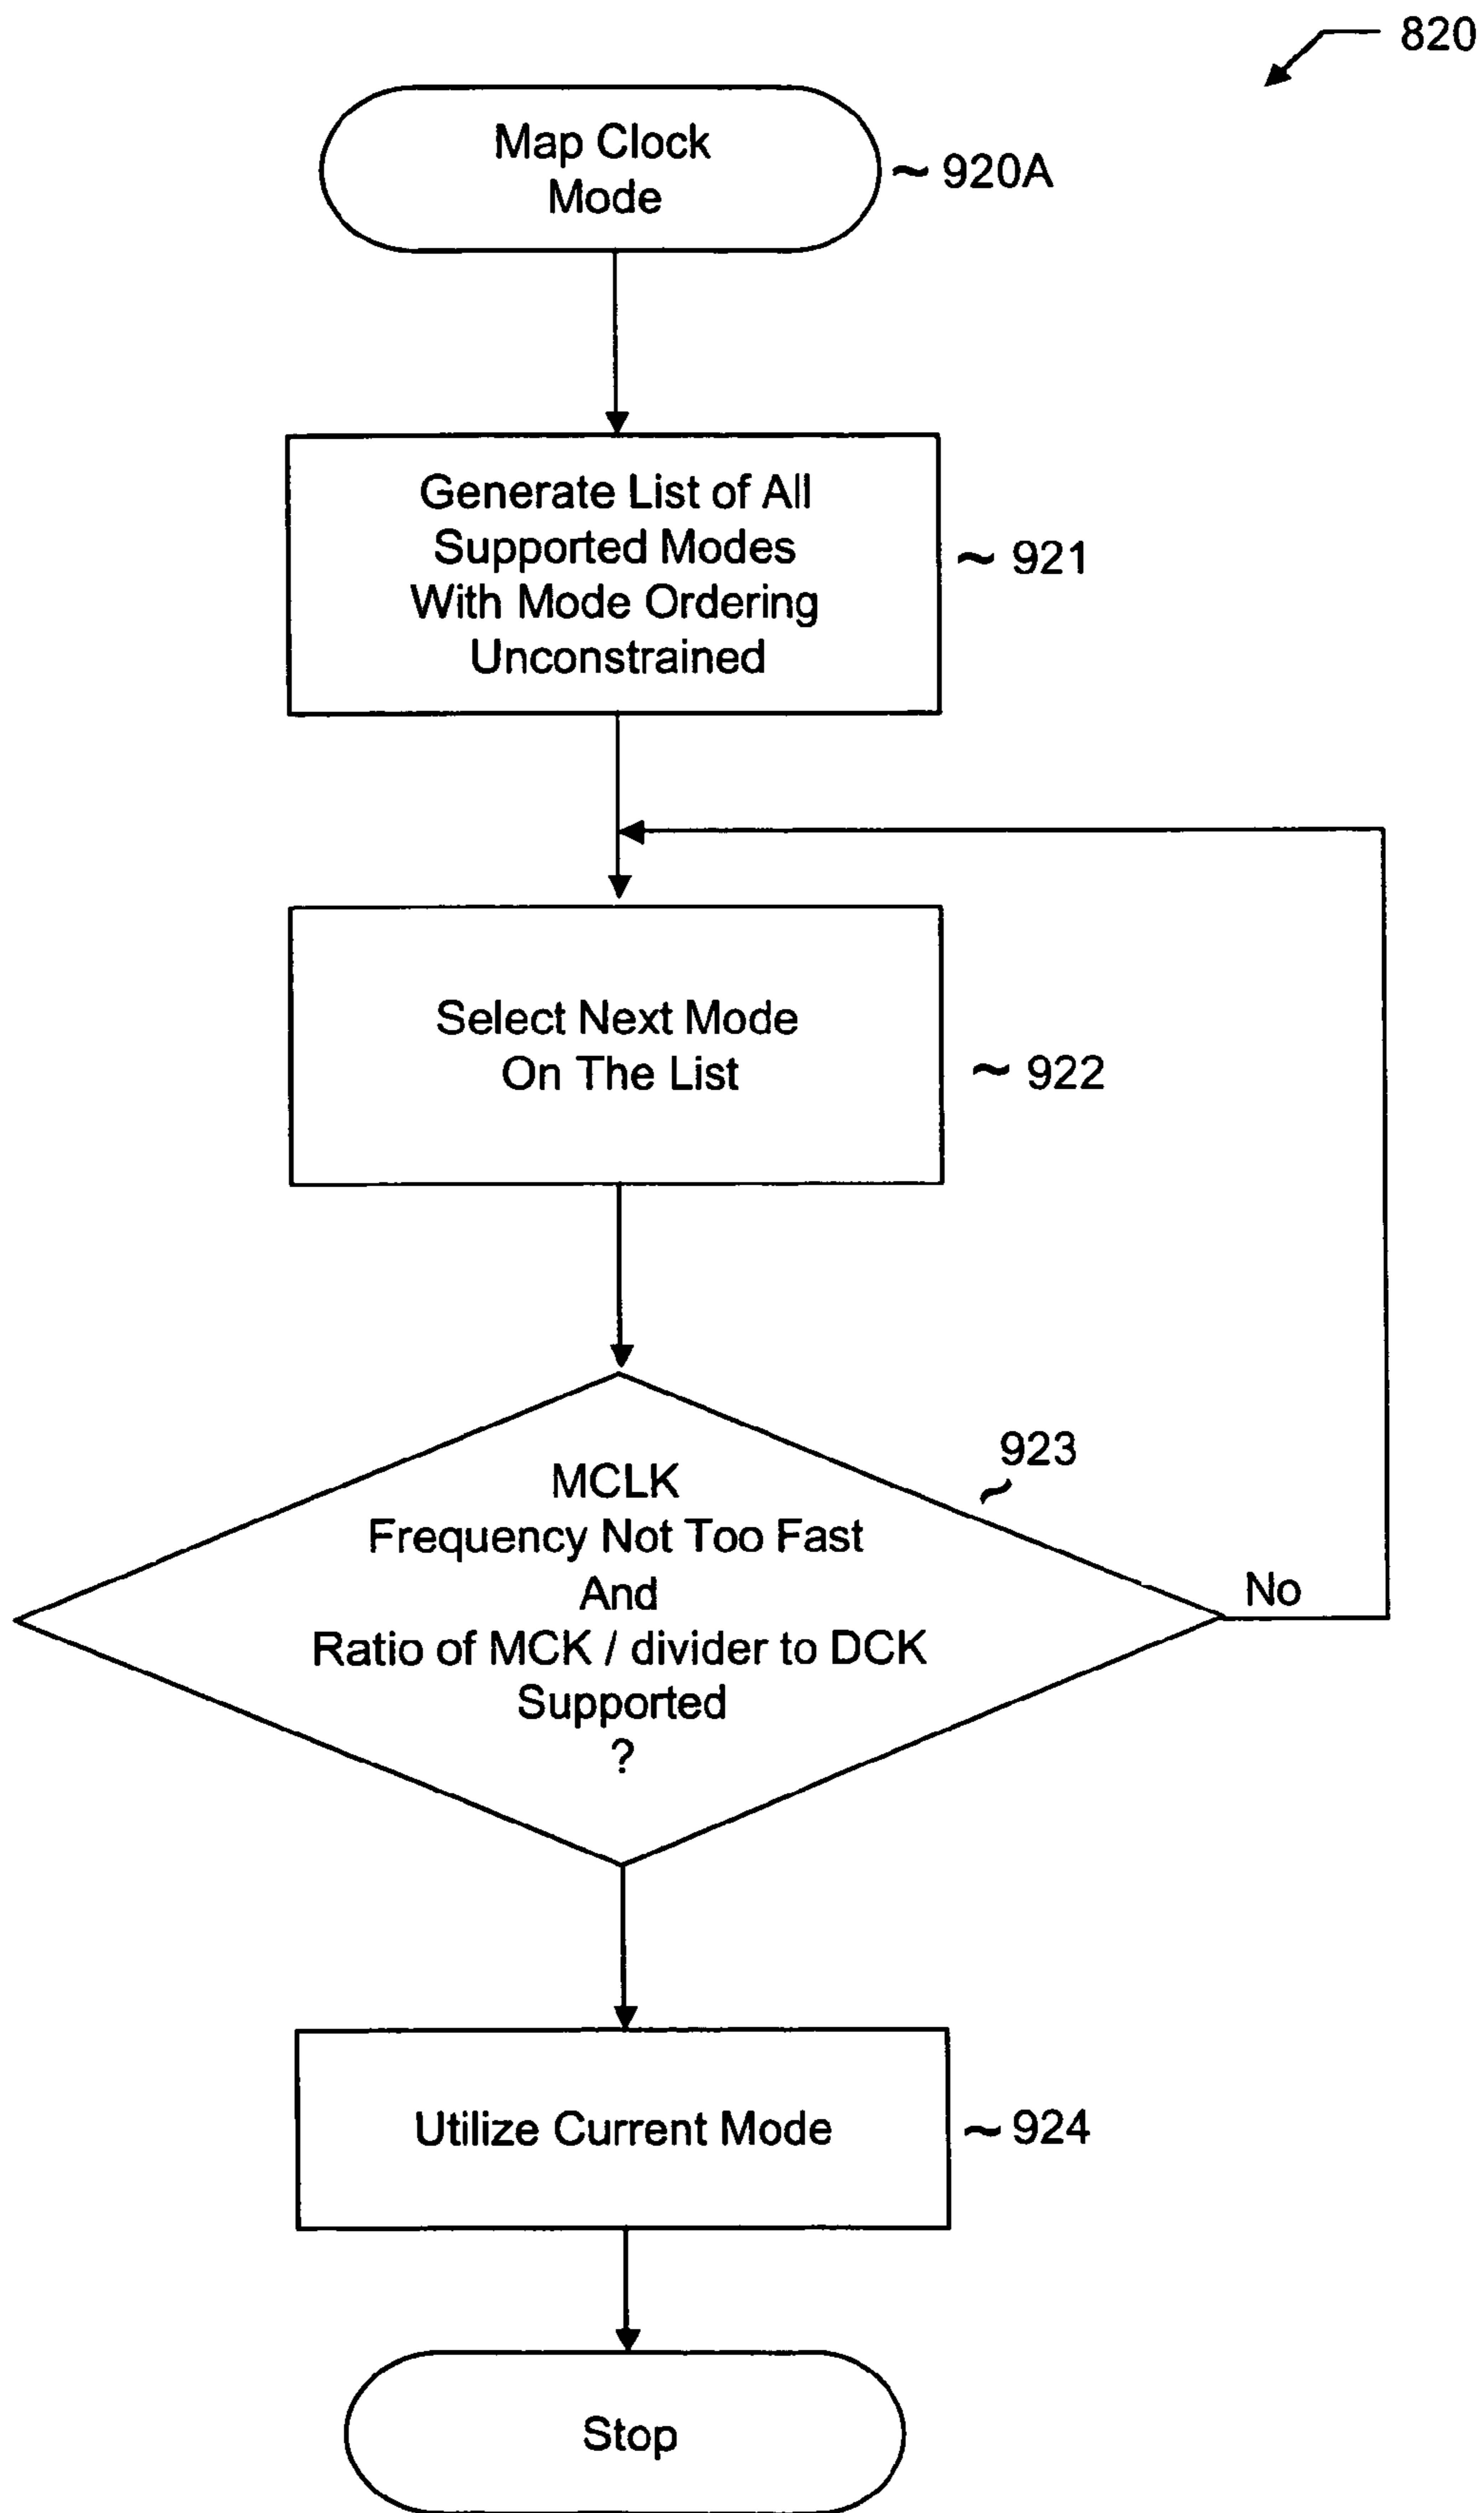 820
Map Clock
Mode
~ 920A
Generate List of All
Supported Modes
With Mode Ordering
Unconstrained
~ 921
Select Next Mode
On The List
~ 922
923
~
MCLK
Frequency Not Too Fast
And
Ratio of MCK / divider to DCK
Supported
?
No
Utilize Current Mode
~ 924
Stop